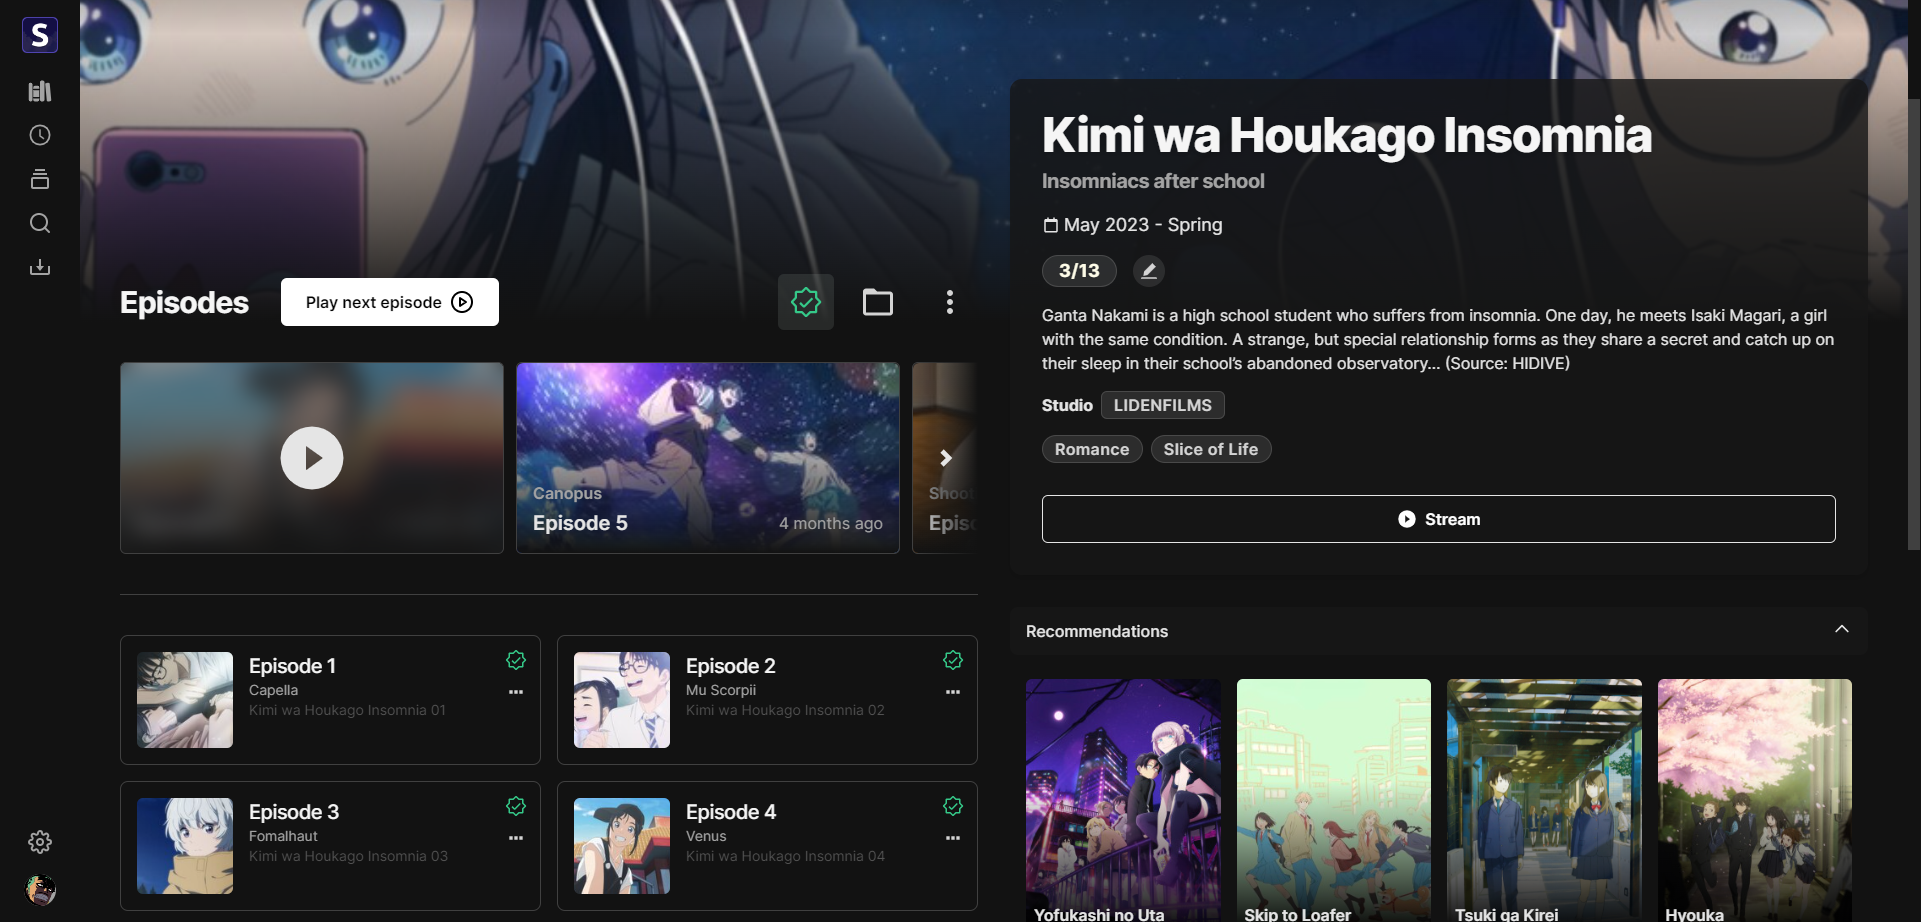 S
Episodes
Play next episode
Canopus
Episode 5
4 months ago
Shoot
Episo
Episode 1
Capella
Kimi wa Houkago Insomnia 01
Episode 2
Mu Scorpii
Kimi wa Houkago Insomnia 02
Episode 3
Fomalhaut
Kimi wa Houkago Insomnia 03
Episode 4
Venus
Kimi wa Houkago Insomnia 04
Kimi wa Houkago Insomnia
Insomniacs after school
May 2023 - Spring
3/13
Ganta Nakami is a high school student who suffers from insomnia. One day, he meets Isaki Magari, a girl
with the same condition. A strange, but special relationship forms as they share a secret and catch up on
their sleep in their school’s abandoned observatory... (Source: HIDIVE)
Studio LIDENFILMS
Romance Slice of Life
Stream
Recommendations
Yofukashi no Uta
Skip to Loafer
Tsuki ga Kirei
Hyouka